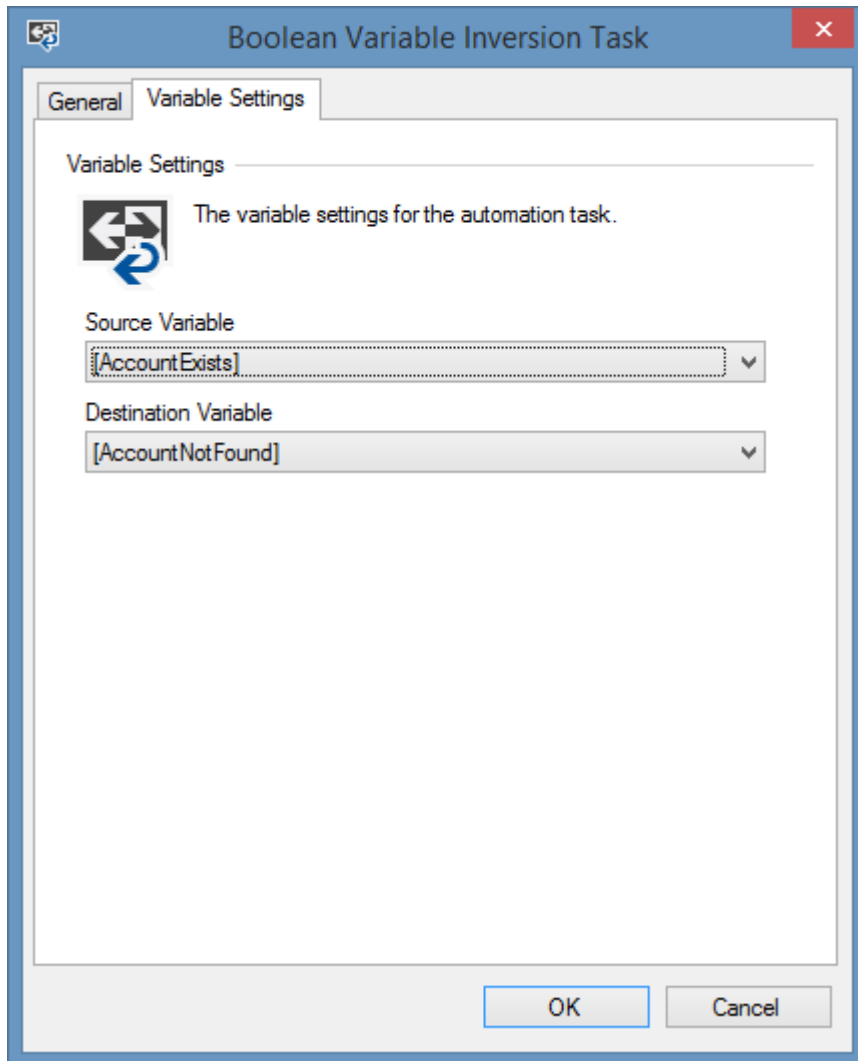 Boolean Variable Inversion Task
General
Variable Settings
Variable Settings
The variable settings for the automation task.
Source Variable
[AccountExists]
Destination Variable
[AccountNotFound]
OK
Cancel